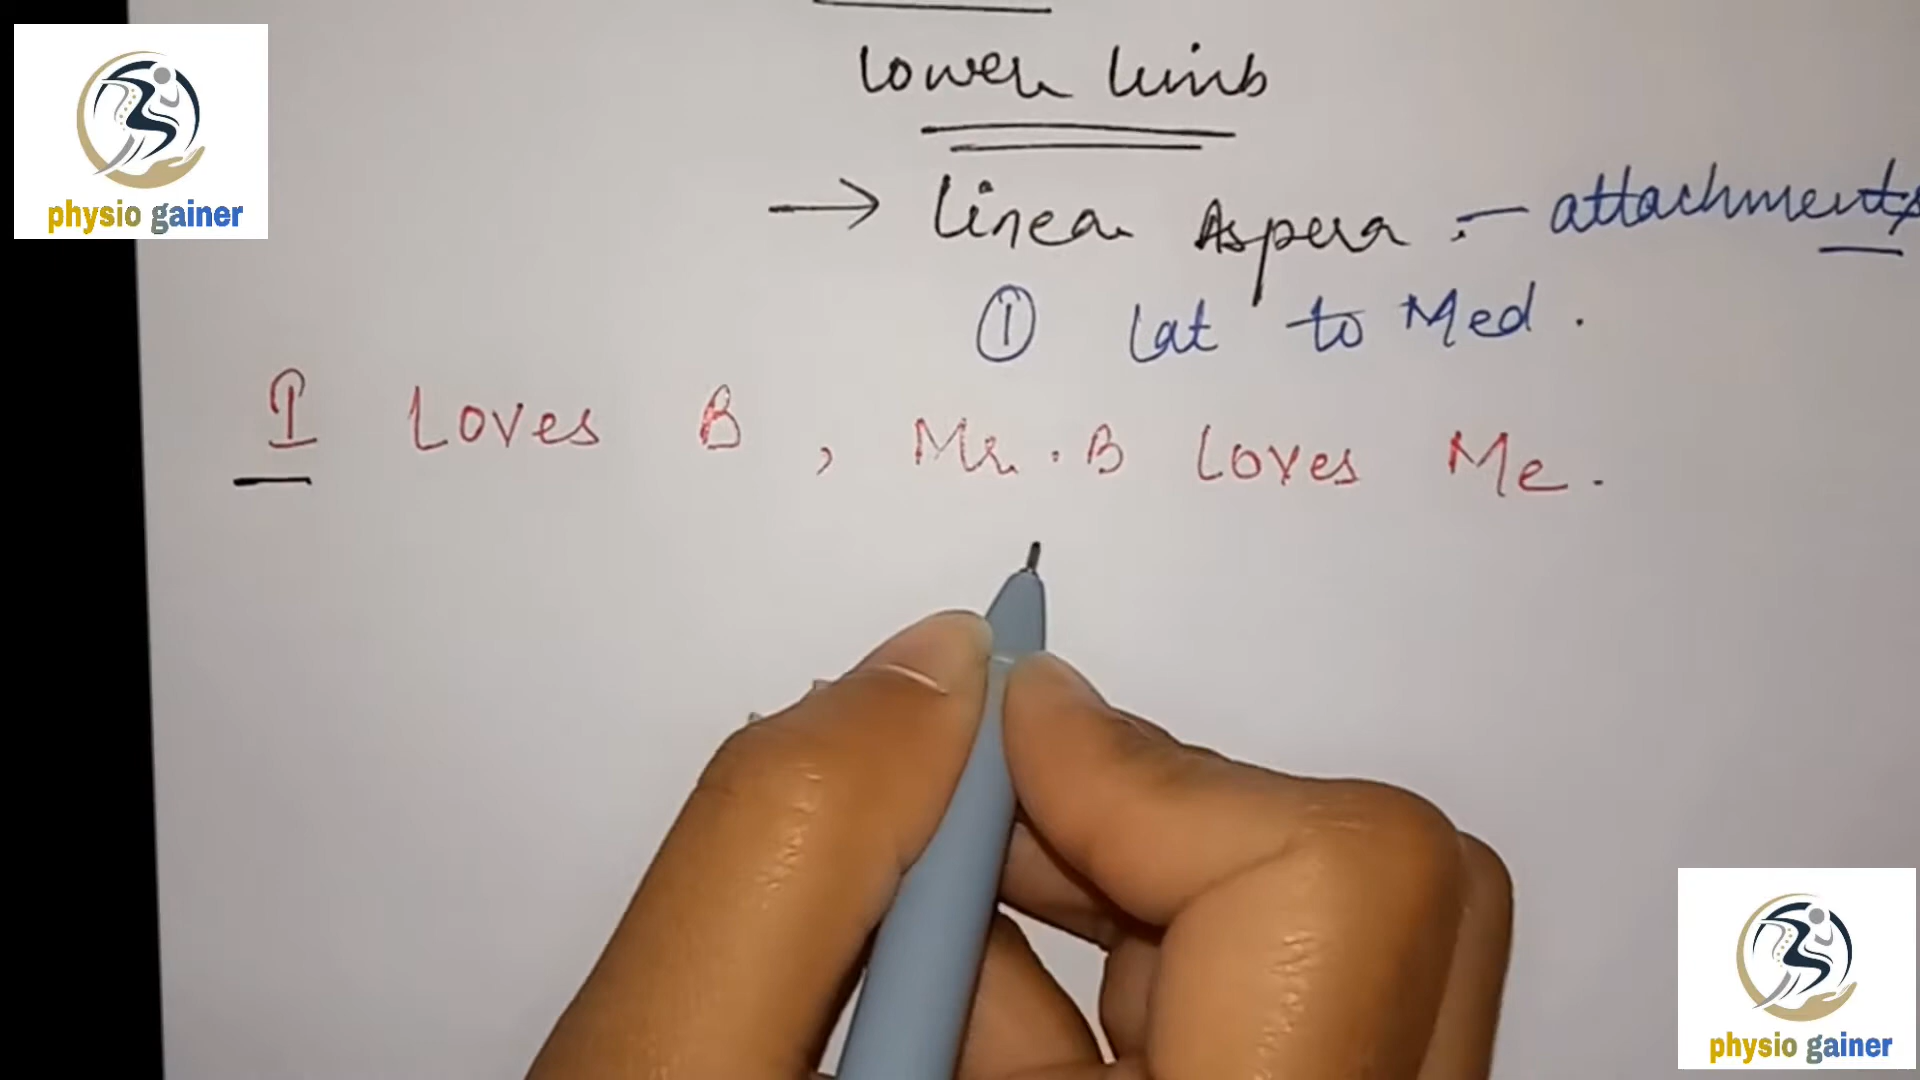 physio gainer
Lower limb
→ Linea Aspera :— attachments
① Lat to Med .
I Loves B , Mr. B Loves Me .
physio gainer